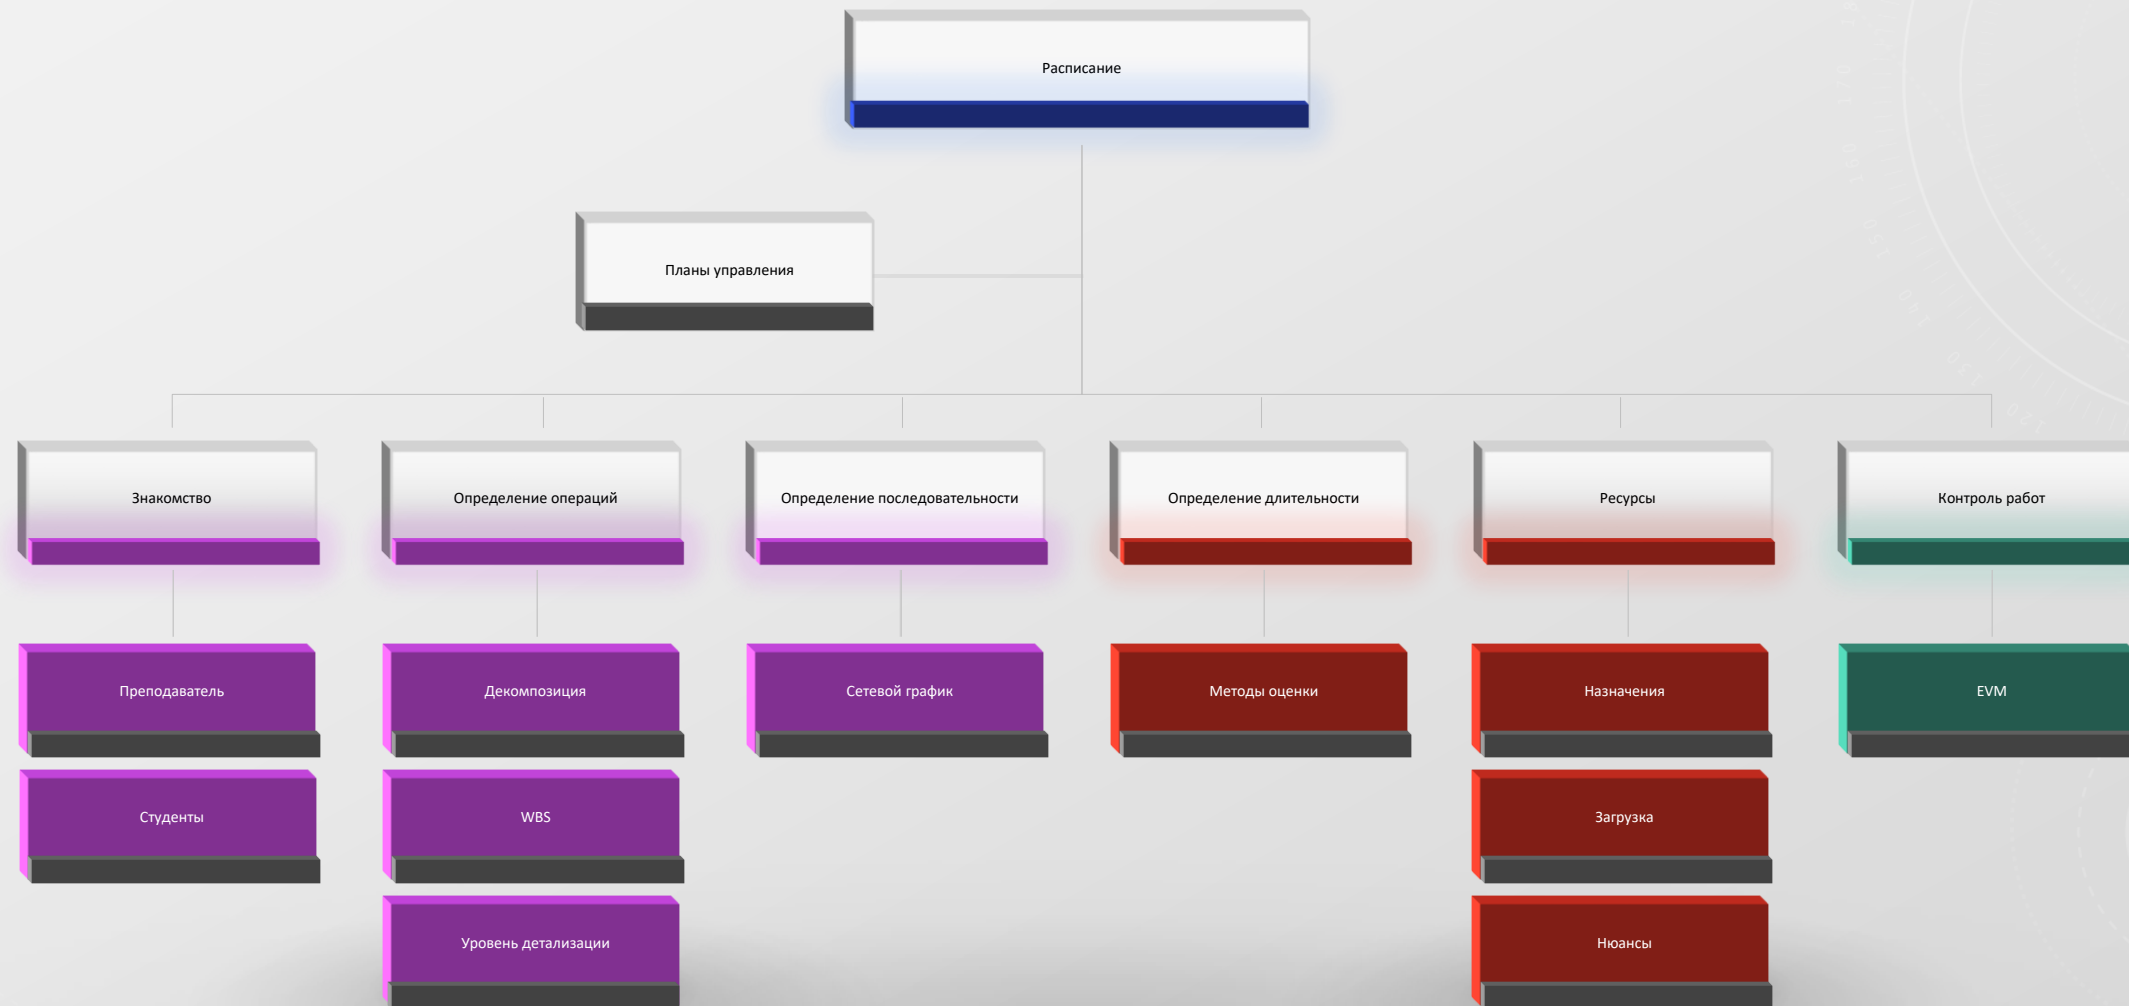 Расписание
Планы управления
Знакомство
Определение операций
Определение последовательности
Определение длительности
Ресурсы
Контроль работ
Преподаватель
Декомпозиция
Сетевой график
Методы оценки
Назначения
EVM
Студенты
WBS
Загрузка
Уровень детализации
Нюансы